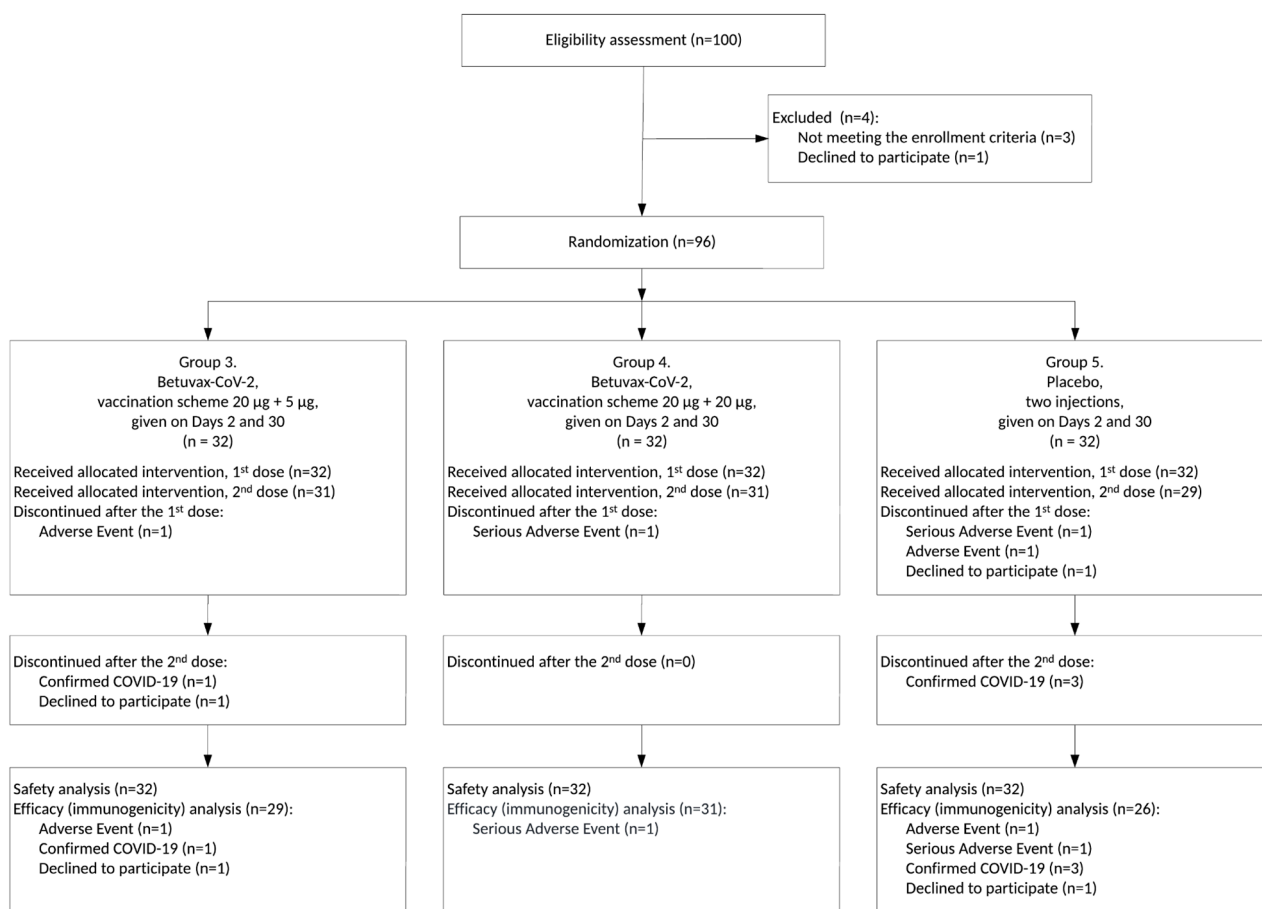 Eligibility assessment (n=100)
Excluded (n=4):
Not meeting the enrollment criteria (n=3)
Declined to participate (n=1)
Randomization (n=96)
Group 3.
Betuvax-CoV-2,
vaccination scheme 20 µg + 5 µg,
given on Days 2 and 30
(n = 32)
Received allocated intervention, 1st dose (n=32)
Received allocated intervention, 2nd dose (n=31)
Discontinued after the 1st dose:
Adverse Event (n=1)
Group 4.
Betuvax-CoV-2,
vaccination scheme 20 µg + 20 µg,
given on Days 2 and 30
(n = 32)
Received allocated intervention, 1st dose (n=32)
Received allocated intervention, 2nd dose (n=31)
Discontinued after the 1st dose:
Serious Adverse Event (n=1)
Group 5.
Placebo,
two injections,
given on Days 2 and 30
(n = 32)
Received allocated intervention, 1st dose (n=32)
Received allocated intervention, 2nd dose (n=29)
Discontinued after the 1st dose:
Serious Adverse Event (n=1)
Adverse Event (n=1)
Declined to participate (n=1)
Discontinued after the 2nd dose:
Confirmed COVID-19 (n=1)
Declined to participate (n=1)
Discontinued after the 2nd dose (n=0)
Discontinued after the 2nd dose:
Confirmed COVID-19 (n=3)
Safety analysis (n=32)
Efficacy (immunogenicity) analysis (n=29):
Adverse Event (n=1)
Confirmed COVID-19 (n=1)
Declined to participate (n=1)
Safety analysis (n=32)
Efficacy (immunogenicity) analysis (n=31):
Serious Adverse Event (n=1)
Safety analysis (n=32)
Efficacy (immunogenicity) analysis (n=26):
Adverse Event (n=1)
Serious Adverse Event (n=1)
Confirmed COVID-19 (n=3)
Declined to participate (n=1)